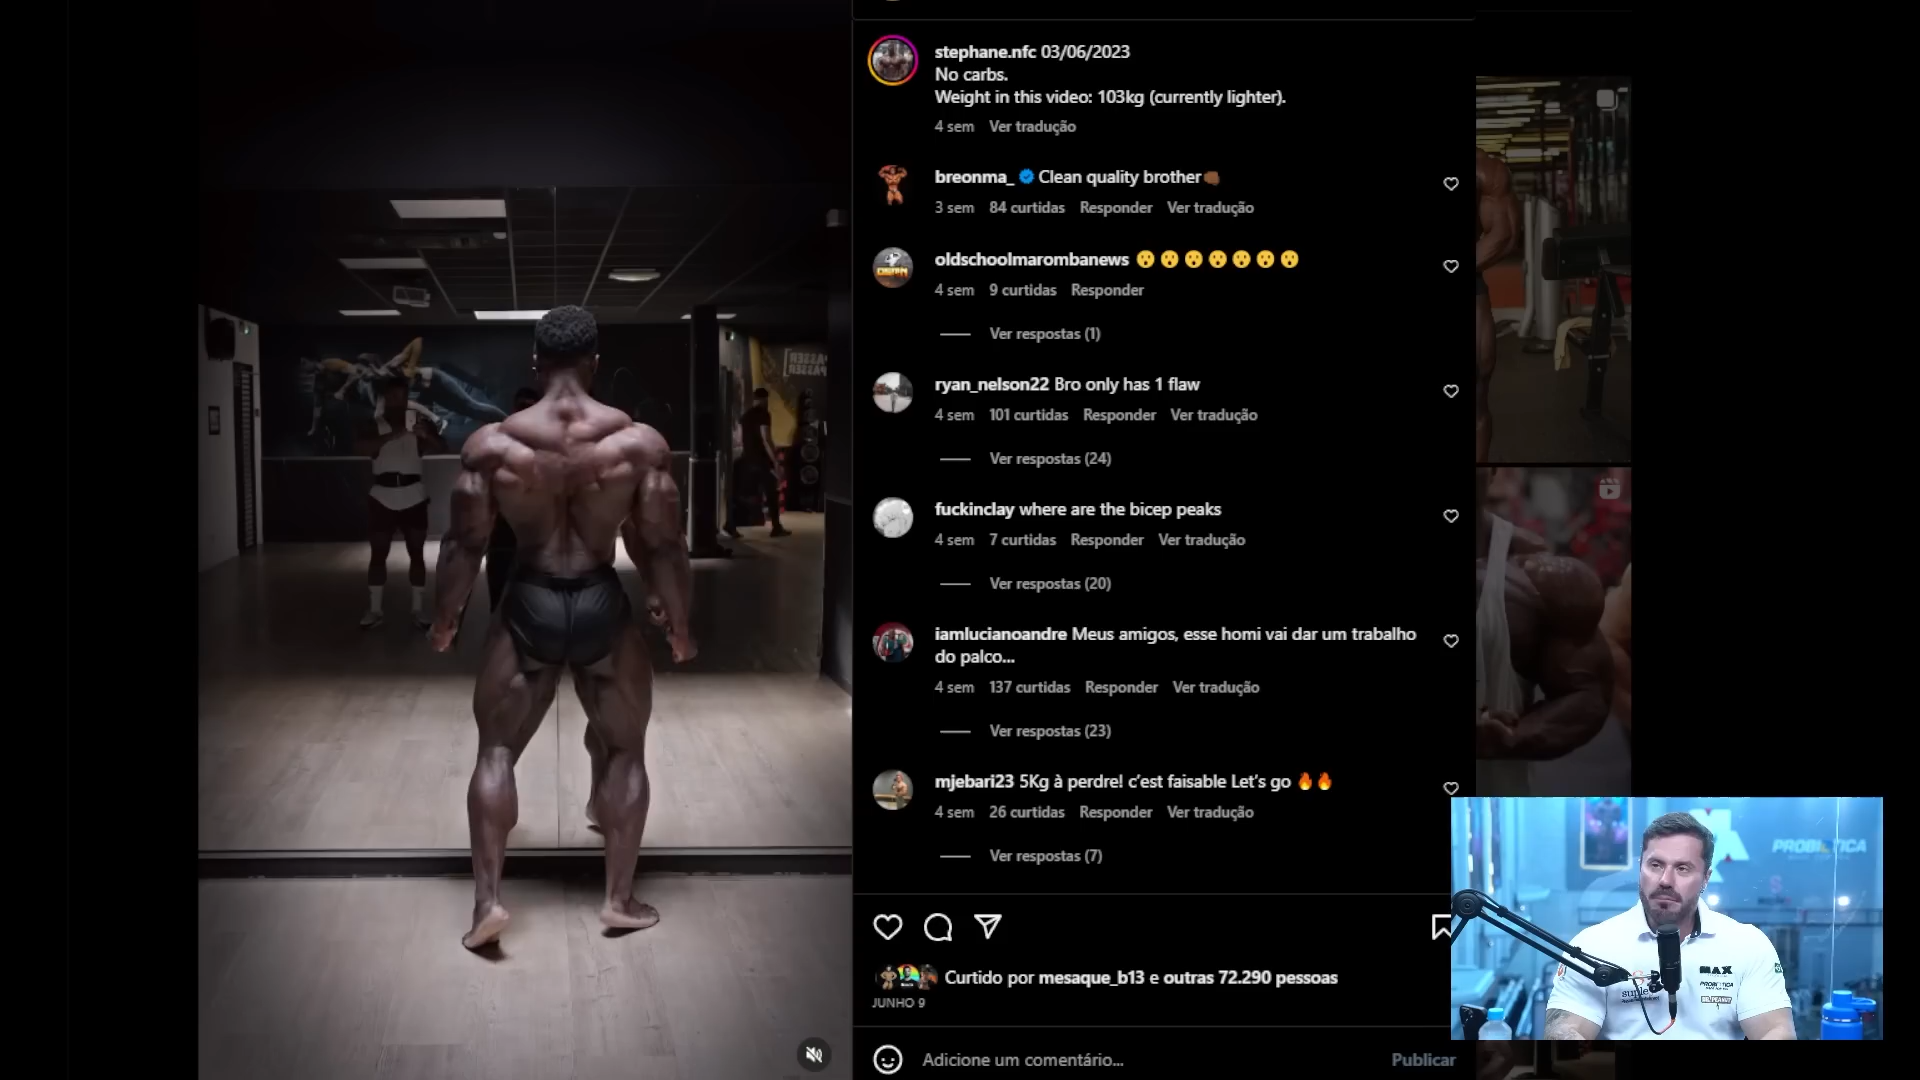 stephane.nfc 03/06/2023
No carbs.
Weight in this video: 103kg (currently lighter).
4 sem Ver tradução
breonma_ Clean quality brother👊🏾
3 sem 84 curtidas Responder Ver tradução
oldschoolmarombanews 😮😮😮😮😮😮😮
4 sem 9 curtidas Responder
Ver respostas (1)
ryan_nelson22 Bro only has 1 flaw
4 sem 101 curtidas Responder Ver tradução
Ver respostas (24)
fuckinclay where are the bicep peaks
4 sem 7 curtidas Responder Ver tradução
Ver respostas (20)
iamlucianoandre Meus amigos, esse homi vai dar um trabalho
do palco...
4 sem 137 curtidas Responder Ver tradução
Ver respostas (23)
mjebari23 5Kg à perdre! c’est faisable Let’s go 🔥🔥
4 sem 26 curtidas Responder Ver tradução
Ver respostas (7)
Curtido por mesaque_b13 e outras 72.290 pessoas
JUNHO 9
Adicione um comentário... Publicar
PROBIÓTICA
MAX
PROBIÓTICA